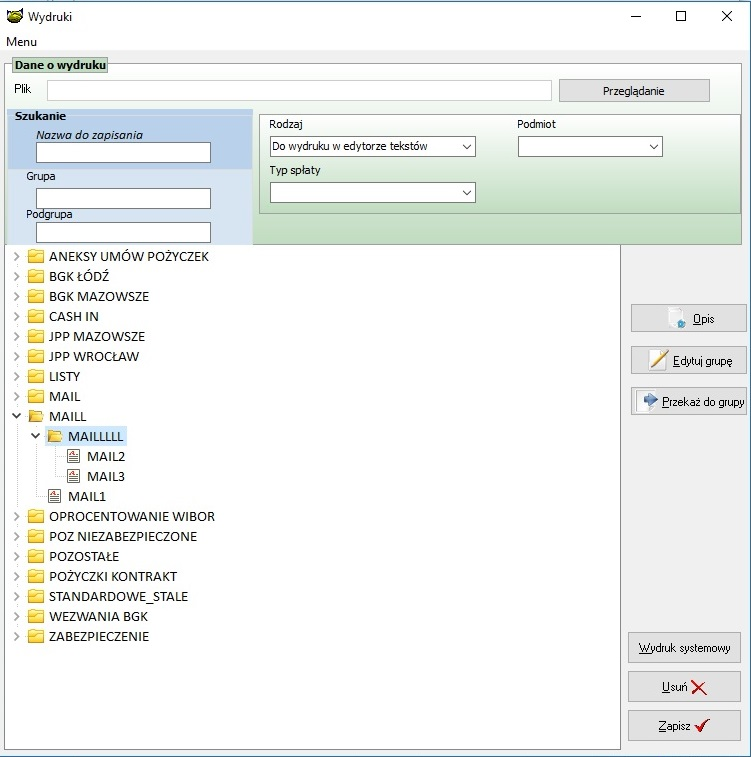 Wydruki
Menu
Dane o wydruku
Plik
Przeglądanie
Szukanie
Nazwa do zapisania
Grupa
Podgrupa
Rodzaj
Do wydruku w edytorze tekstów
Podmiot
Typ spłaty
ANEKSY UMÓW POŻYCZEK
BGK ŁÓDŹ
BGK MAZOWSZE
CASH IN
JPP MAZOWSZE
JPP WROCŁAW
LISTY
MAIL
MAILL
MAILLLLL
MAIL2
MAIL3
MAIL1
OPROCENTOWANIE WIBOR
POZ NIEZABEZPIECZONE
POZOSTAŁE
POŻYCZKI KONTRAKT
STANDARDOWE_STALE
WEZWANIA BGK
ZABEZPIECZENIE
Opis
Edytuj grupę
Przekaż do grupy
Wydruk systemowy
Usuń
Zapisz